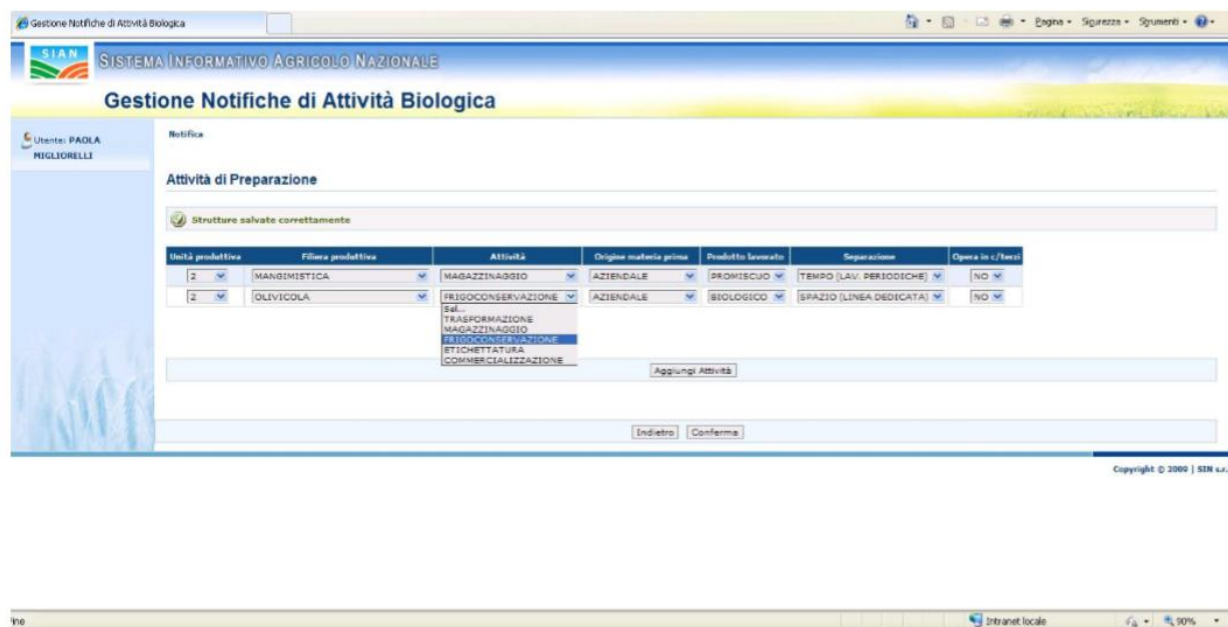 Gestione Notifiche di Attività Biologica
Pagina Sicurezza Strumenti
SIAN
SISTEMA INFORMATIVO AGRICOLO NAZIONALE
Gestione Notifiche di Attività Biologica
Utente: PAOLA
MIGLIORELLI
Notifica
Attività di Preparazione
Strutture salvate correttamente
Unità produttiva Filiera produttiva Attività Origine materia prima Prodotto lavorato Separazione Opera in c/terzi
2 MANGIMISTICA MAGAZZINAGGIO AZIENDALE PROMISCUO TEMPO (LAV. PERIODICHE) NO
2 OLIVICOLA FRIGOCONSERVAZIONE AZIENDALE BIOLOGICO SPAZIO (LINEA DEDICATA) NO
Sel...
TRASFORMAZIONE
MAGAZZINAGGIO
FRIGOCONSERVAZIONE
ETICHETTATURA
COMMERCIALIZZAZIONE
Aggiungi Attività
Indietro Conferma
Copyright © 2009 | SIN s.r.
ine Intranet locale 90%